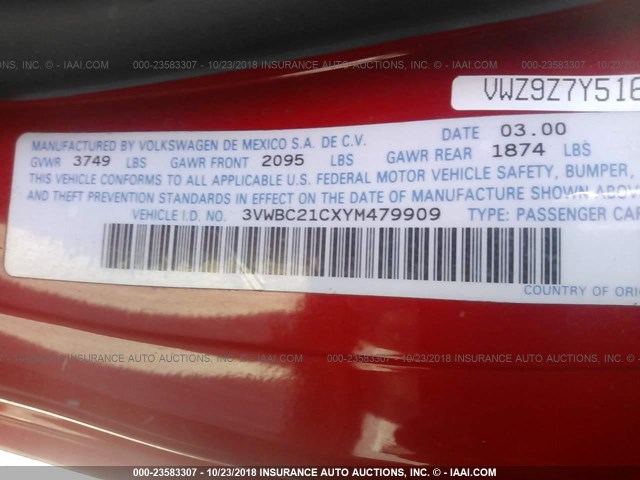 000-23583307 - 10/23/2018 INSURANCE AUTO AUCTIONS, INC. - © IAAI.COM
VWZ9Z7Y516
MANUFACTURED BY VOLKSWAGEN DE MEXICO S.A. DE C.V. DATE 03.00
GVWR 3749 LBS GAWR FRONT 2095 LBS GAWR REAR 1874 LBS
THIS VEHICLE CONFORMS TO ALL APPLICABLE U.S. FEDERAL MOTOR VEHICLE SAFETY, BUMPER,
AND THEFT PREVENTION STANDARDS IN EFFECT ON THE DATE OF MANUFACTURE SHOWN ABOVE
VEHICLE I.D. NO. 3VWBC21CXYM479909 TYPE: PASSENGER CAR
COUNTRY OF ORI
000-23583307 - 10/23/2018 INSURANCE AUTO AUCTIONS, INC. - © IAAI.COM
000-23583307 - 10/23/2018 INSURANCE AUTO AUCTIONS, INC. - © IAAI.COM